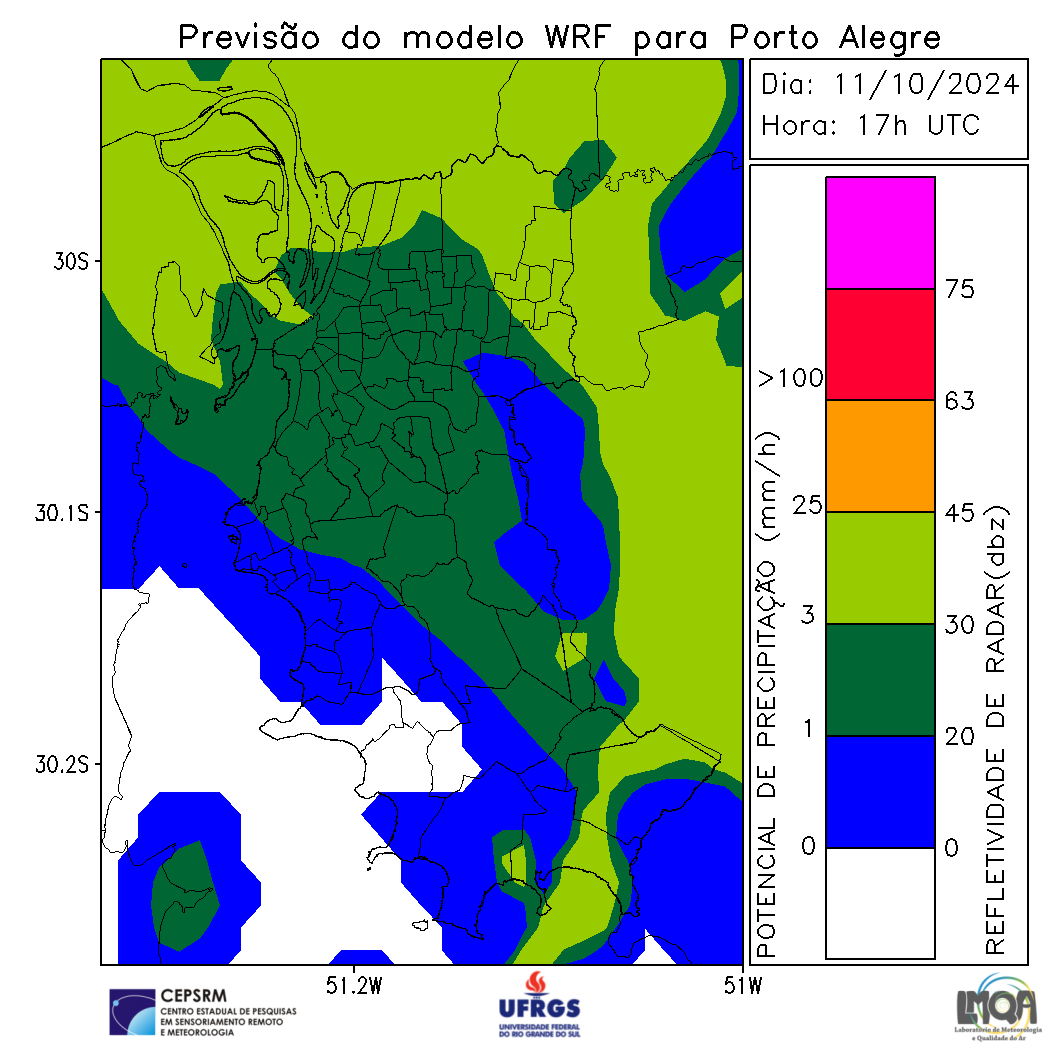 Previsão do modelo WRF para Porto Alegre
Dia: 11/10/2024
Hora: 17h UTC
30S
30.1S
30.2S
51.2W
51W
POTENCIAL DE PRECIPITAÇÃO (mm/h)
>100
25
3
1
0
75
63
45
30
20
0
REFLETIVIDADE DE RADAR(dbz)
CEPSRM
CENTRO ESTADUAL DE PESQUISAS
EM SENSORIAMENTO REMOTO
E METEOROLOGIA
UFRGS
UNIVERSIDADE FEDERAL
DO RIO GRANDE DO SUL
LMQA
Laboratório de Meteorologia
e Qualidade do Ar